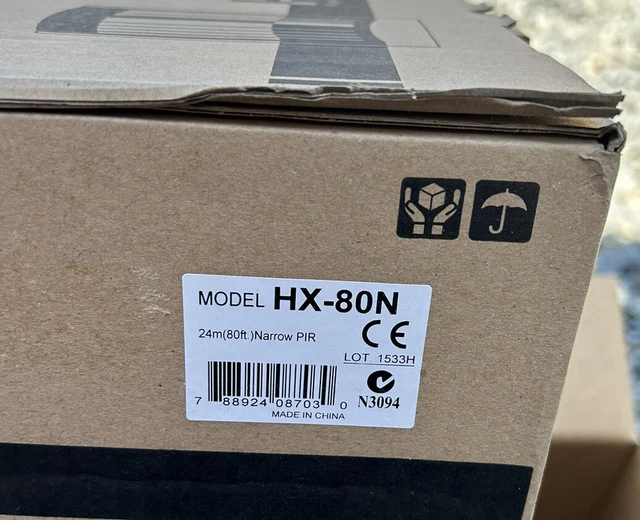 MODEL HX-80N
24m(80ft.)Narrow PIR
CE
LOT. 1533H
7 88924 08703 0
N3094
MADE IN CHINA